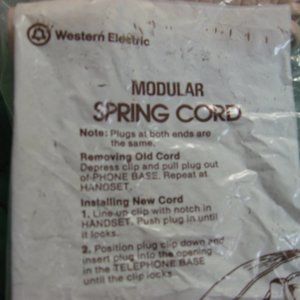 Western Electric
MODULAR
SPRING CORD
Note: Plugs at both ends are
the same.
Removing Old Cord
Depress clip and pull plug out
of PHONE BASE. Repeat at
HANDSET.
Installing New Cord
1. Line up clip with notch in
HANDSET. Push plug in until
it locks.
2. Position plug clip down and
insert plug into the opening
in the TELEPHONE BASE
until the clip locks.